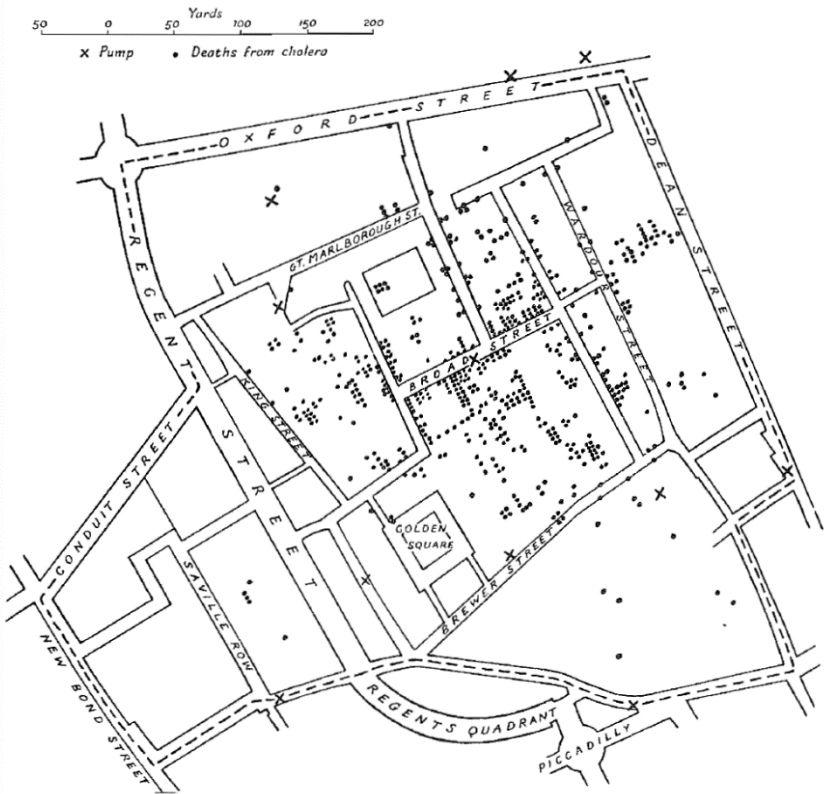 Yards
50 0 50 100 150 200
x Pump • Deaths from cholera
OXFORD STREET
REGENT STREET
GT. MARLBOROUGH ST.
WARDOUR STREET
DEAN STREET
BROAD STREET
KING STREET
CONDUIT STREET
GOLDEN
SQUARE
BREWER STREET
SAVILLE ROW
NEW BOND STREET
REGENTS QUADRANT
PICCADILLY